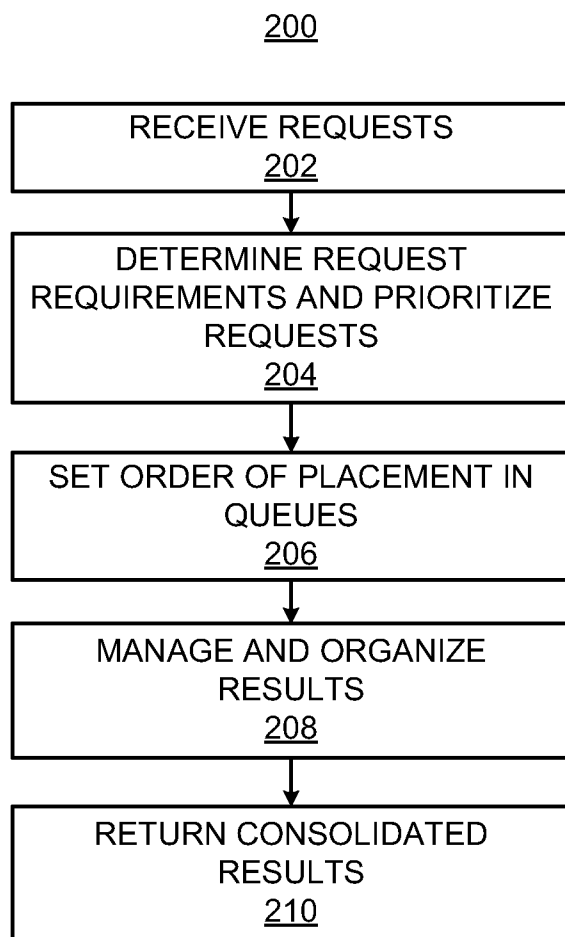 200
RECEIVE REQUESTS
202
DETERMINE REQUEST
REQUIREMENTS AND PRIORITIZE
REQUESTS
204
SET ORDER OF PLACEMENT IN
QUEUES
206
MANAGE AND ORGANIZE
RESULTS
208
RETURN CONSOLIDATED
RESULTS
210